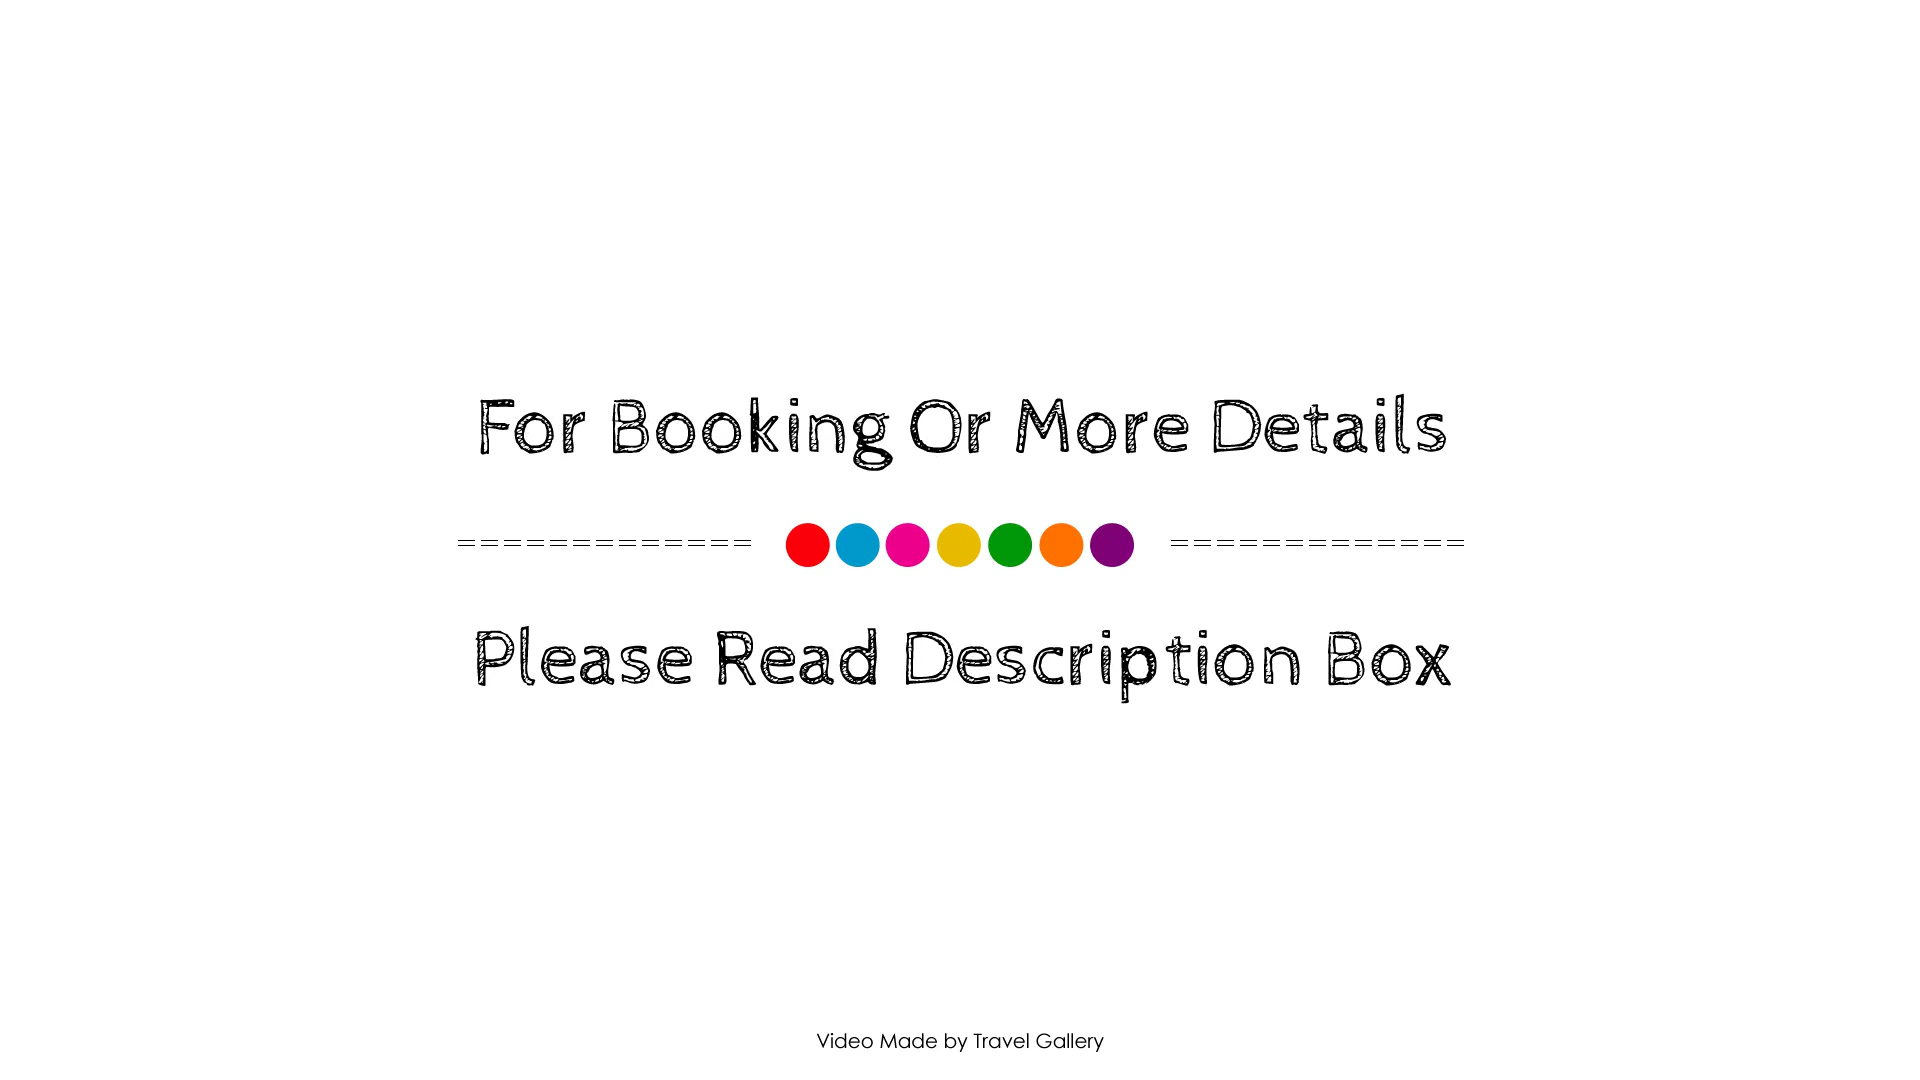 For Booking Or More Details
============= =============
Please Read Description Box
Video Made by Travel Gallery